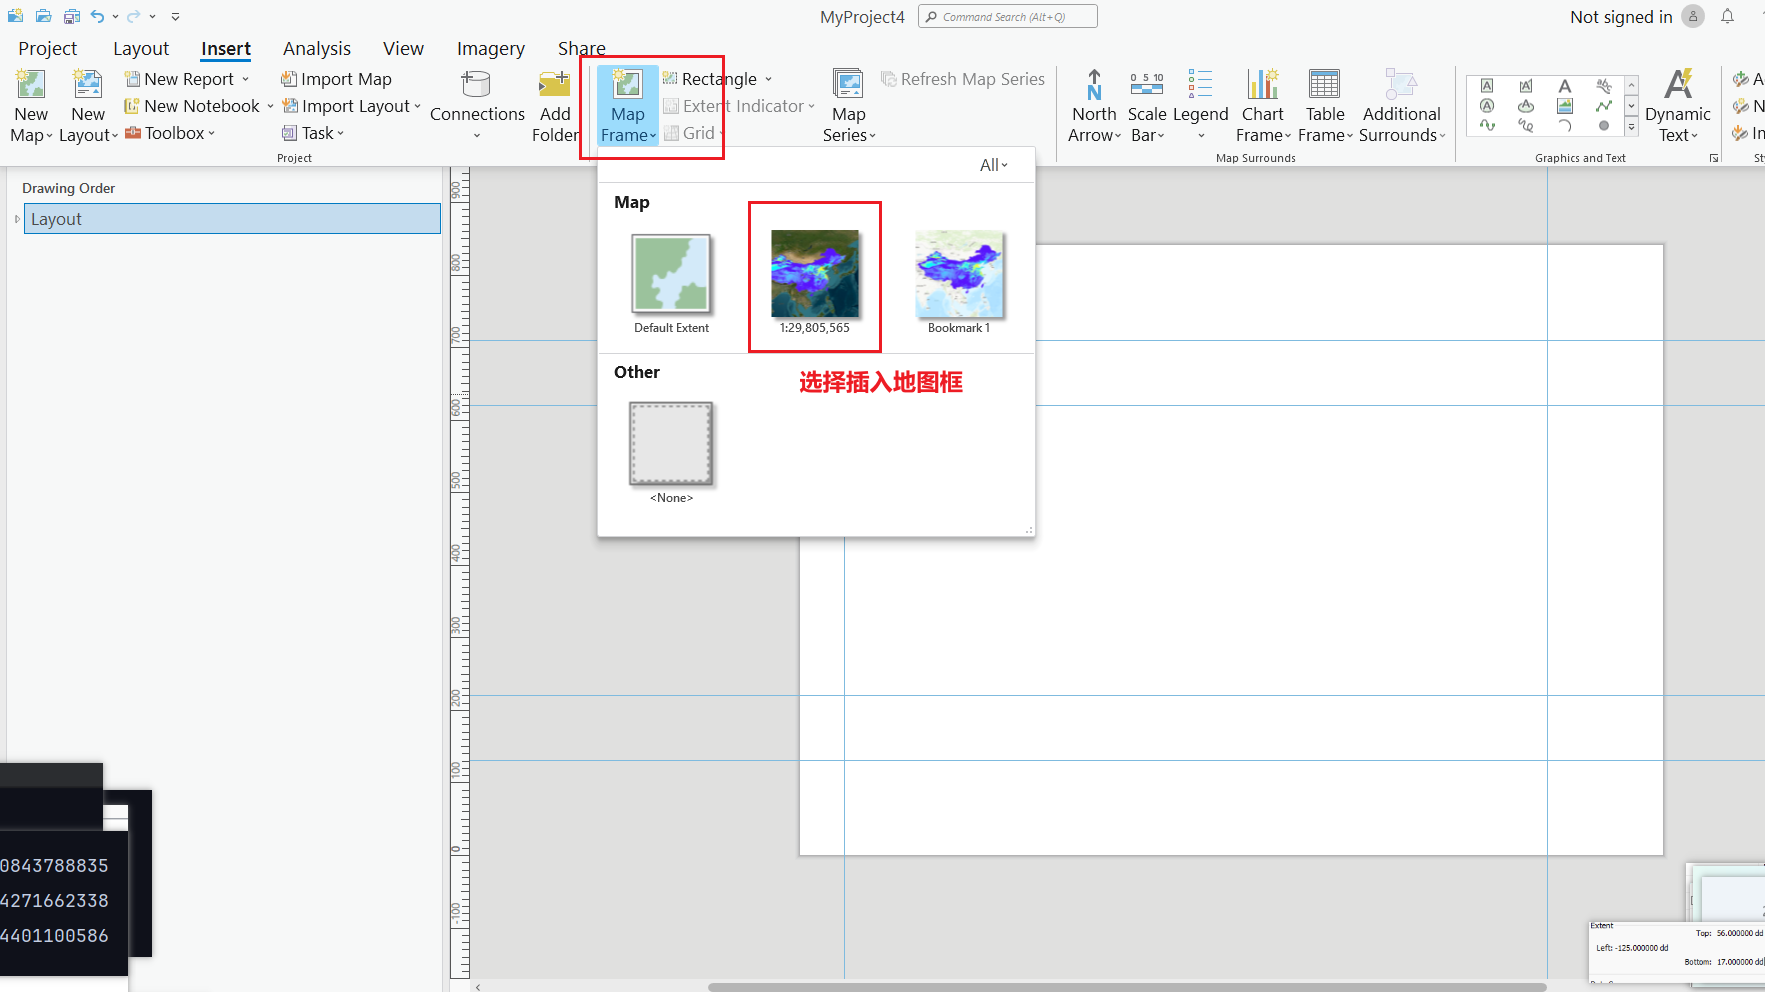 MyProject4
Command Search (Alt+Q)
Not signed in
Project
Layout
Insert
Analysis
View
Imagery
Share
New Map
New Layout
New Report
New Notebook
Toolbox
Import Map
Import Layout
Task
Connections
Add Folder
Project
Map Frame
Rectangle
Extent Indicator
Grid
Map Series
Refresh Map Series
North Arrow
0 5 10
Scale Bar
Legend
Chart Frame
Table Frame
Additional Surrounds
Map Surrounds
Graphics and Text
Dynamic Text
Drawing Order
Layout
All
Map
Default Extent
1:29,805,565
Bookmark 1
Other
选择插入地图框
<None>
900
800
700
600
500
400
300
200
100
0
-100
0843788835
4271662338
4401100586
Extent
Top: 56.000000 dd
Left: -125.000000 dd
Bottom: 17.000000 dd